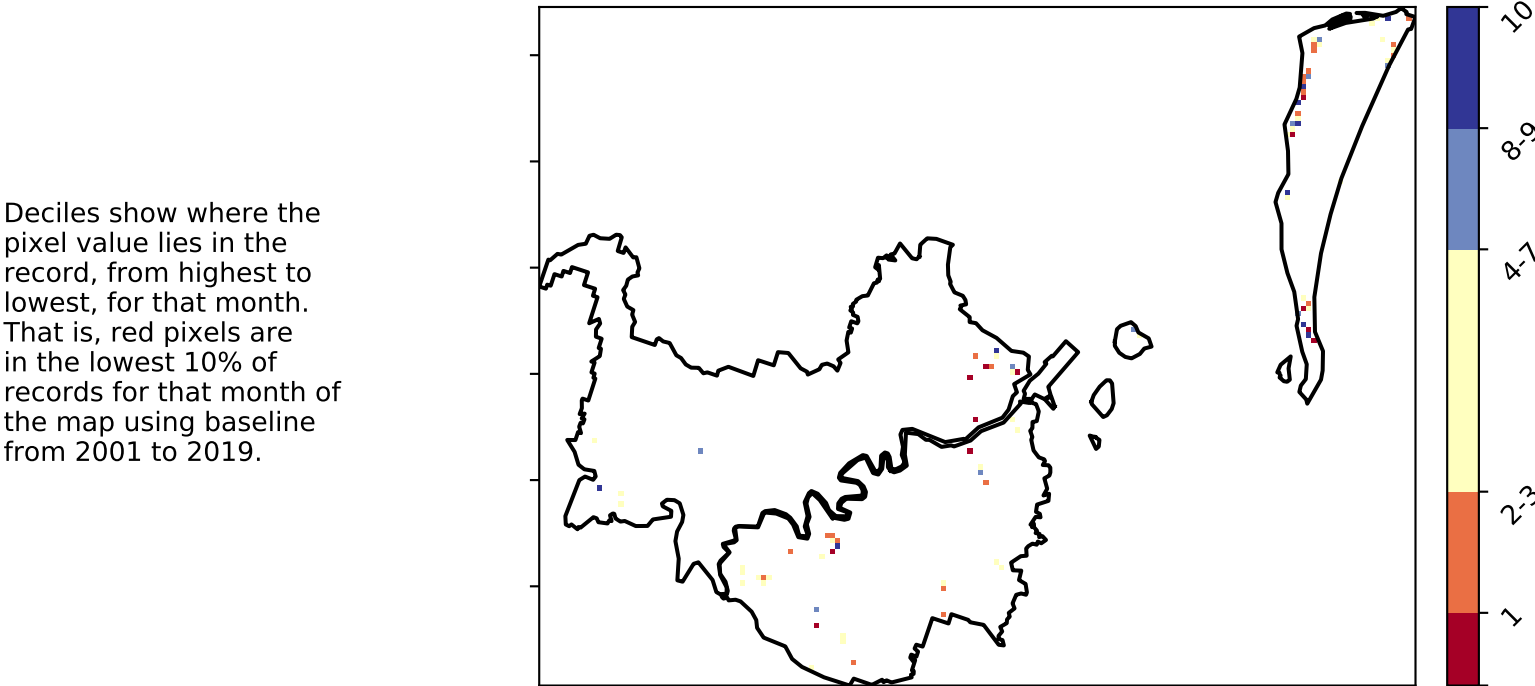 Deciles show where the
pixel value lies in the
record, from highest to
lowest, for that month.
That is, red pixels are
in the lowest 10% of
records for that month of
the map using baseline
from 2001 to 2019.
10
8-9
4-7
2-3
1